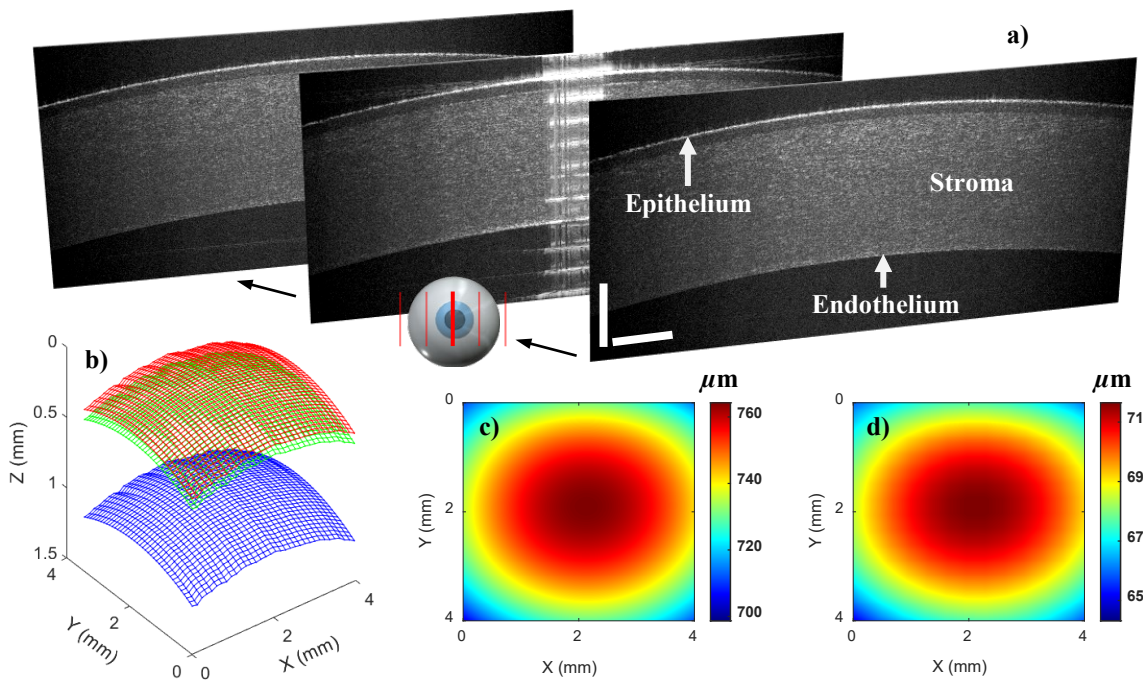 a)
Epithelium
Stroma
Endothelium
b)
0
0.5
1
1.5
Z (mm)
4
2
0
Y (mm)
0
2
4
X (mm)
c)
µm
0
2
4
Y (mm)
0
2
4
X (mm)
760
740
720
700
d)
µm
0
2
4
Y (mm)
0
2
4
X (mm)
71
69
67
65